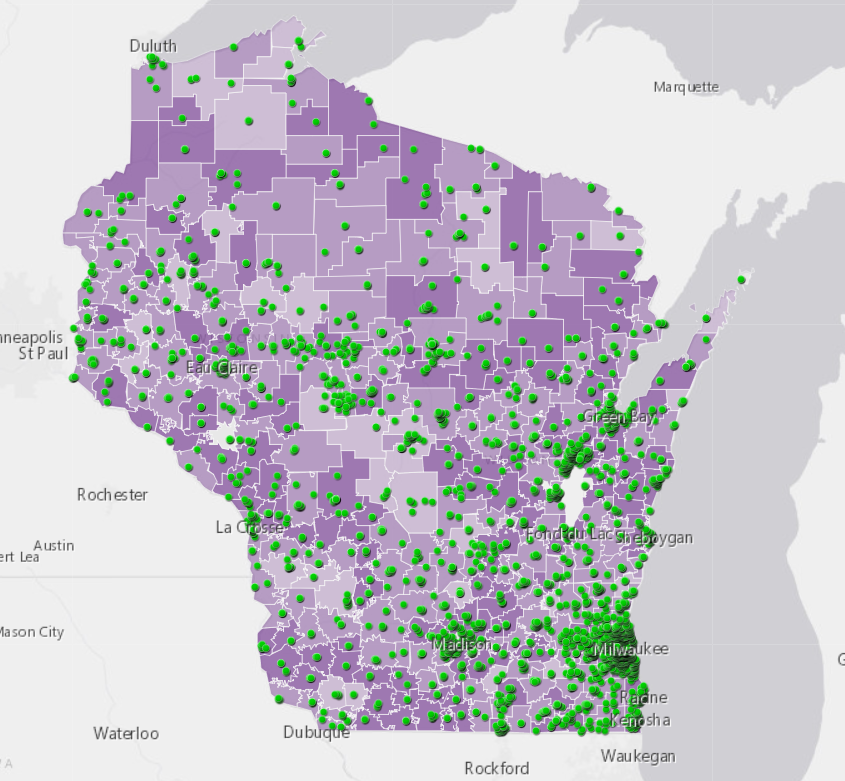 Duluth
Marquette
nneapolis
St Paul
Eau Claire
Green Bay
Rochester
La Crosse
Fond du Lac
Sheboygan
Austin
ert Lea
Mason City
Madison
Milwaukee
G
Racine
Kenosha
Waterloo
Dubuque
Waukegan
Rockford